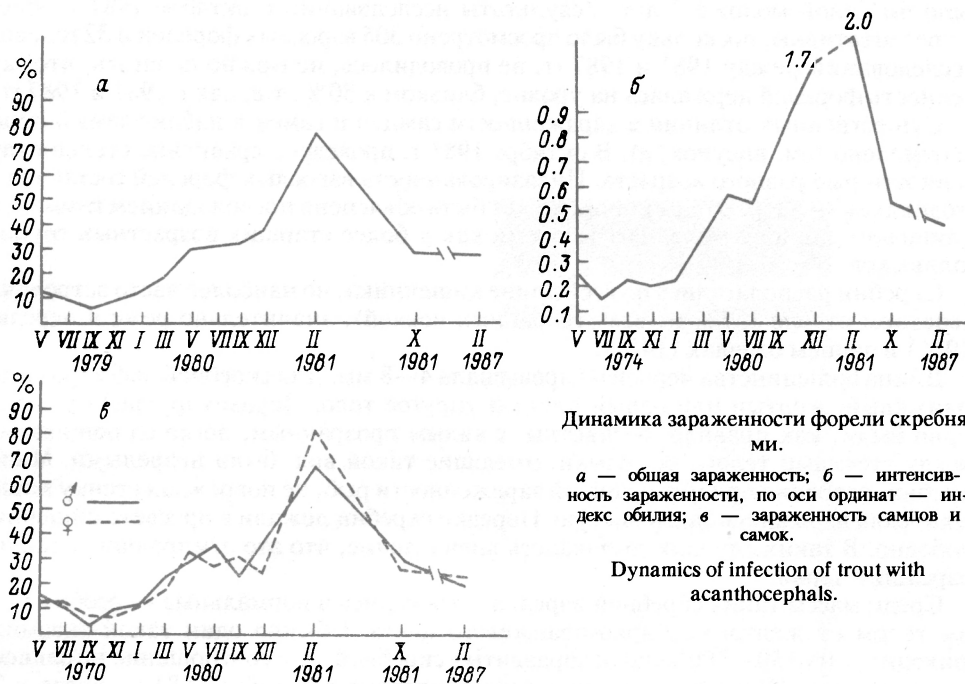 % а
90
80
70
60
50
40
30
20
10
V VII IX XI I III V VII IX XII II X II
1979 1980 1981 1981 1987
б
1.7 2.0
0.9
0.8
0.7
0.6
0.5
0.4
0.3
0.2
0.1
V VII IX XI I III V VII XII II X II
1974 1980 1981 1987
% в
90
80
70
60
50
40
30
20
10
♂
♀
V VII IX XI I III V VII IX XII II X II
1970 1980 1981 1981 1987
Динамика зараженности форели скребня-
ми.
а — общая зараженность; б — интенсив-
ность зараженности, по оси ординат — ин-
декс обилия; в — зараженность самцов и
самок.
Dynamics of infection of trout with
acanthocephals.